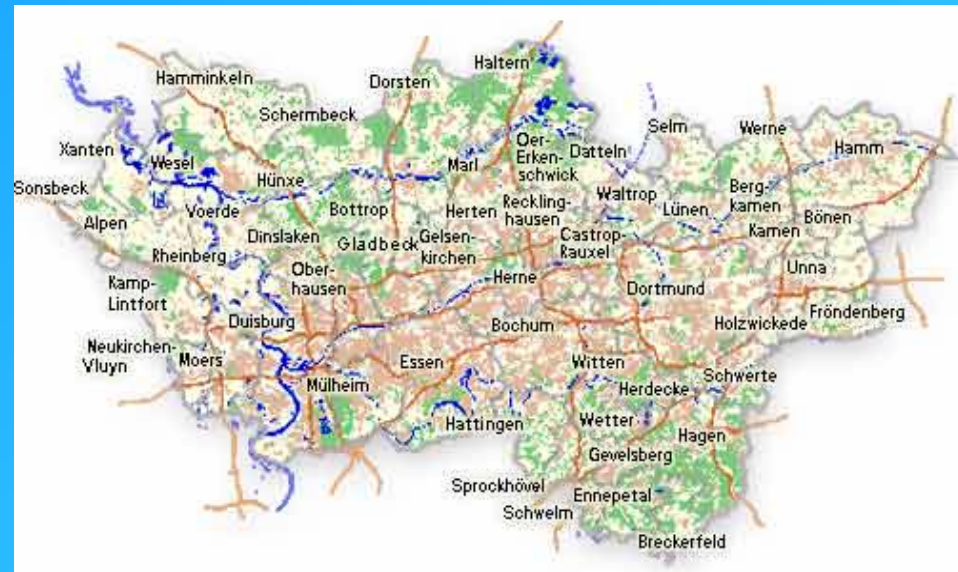 Haltern
Hamminkeln
Dorsten
Schermbeck
Selm
Werne
Hamm
Xanten
Wesel
Marl
Oer-
Erken-
schwick
Datteln
Sonsbeck
Hünxe
Waltrop
Berg-
kamen
Alpen
Voerde
Bottrop
Herten
Reckling-
hausen
Lünen
Bönen
Dinslaken
Gladbeck
Gelsen-
kirchen
Castrop-
Rauxel
Kamen
Rheinberg
Ober-
hausen
Herne
Unna
Kamp-
Lintfort
Dortmund
Duisburg
Bochum
Holzwickede
Fröndenberg
Neukirchen-
Vluyn
Moers
Essen
Witten
Schwerte
Mülheim
Herdecke
Hattingen
Wetter
Hagen
Gevelsberg
Sprockhövel
Ennepetal
Schwelm
Breckerfeld